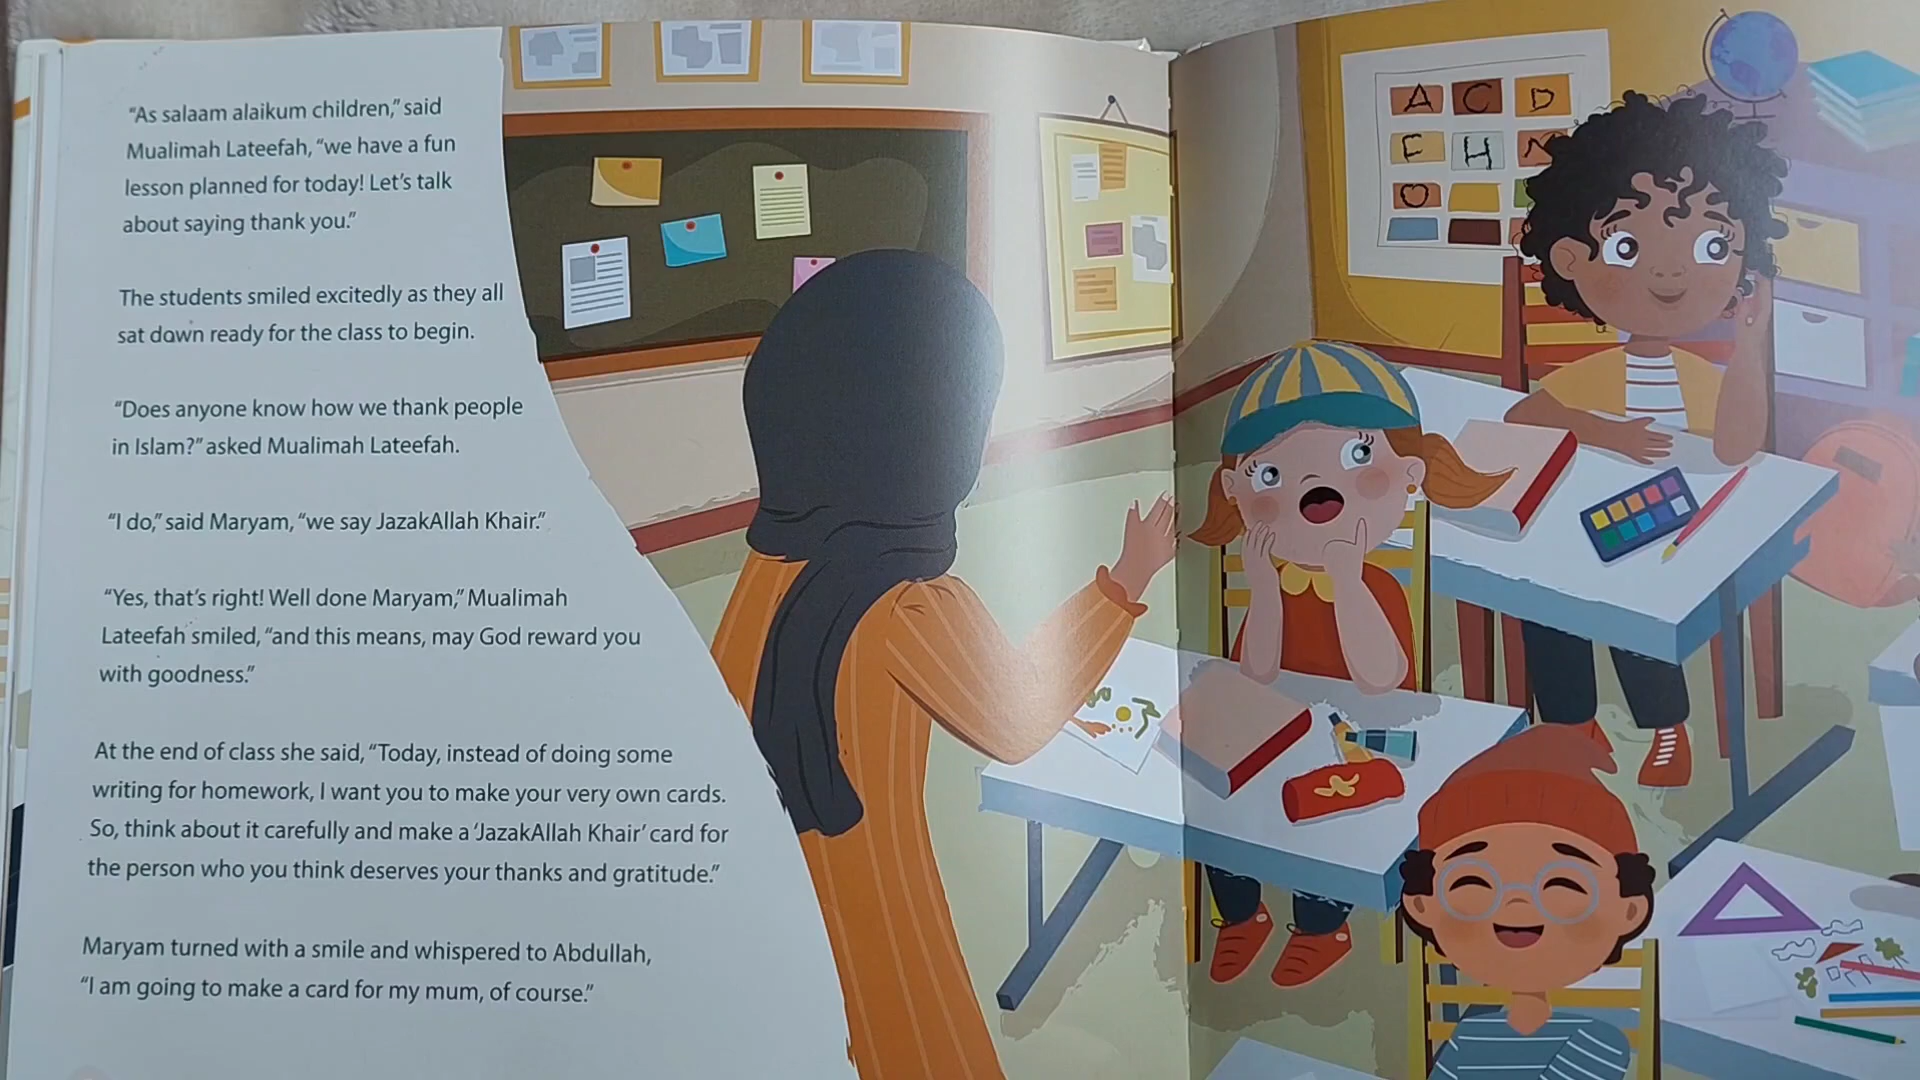 “As salaam alaikum children,” said
Mualimah Lateefah, “we have a fun
lesson planned for today! Let’s talk
about saying thank you.”
The students smiled excitedly as they all
sat down ready for the class to begin.
“Does anyone know how we thank people
in Islam?” asked Mualimah Lateefah.
“I do,” said Maryam, “we say JazakAllah Khair.”
“Yes, that’s right! Well done Maryam,” Mualimah
Lateefah smiled, “and this means, may God reward you
with goodness.”
At the end of class she said, “Today, instead of doing some
writing for homework, I want you to make your very own cards.
So, think about it carefully and make a ‘JazakAllah Khair’ card for
the person who you think deserves your thanks and gratitude.”
Maryam turned with a smile and whispered to Abdullah,
“I am going to make a card for my mum, of course.”
A C D
H
O